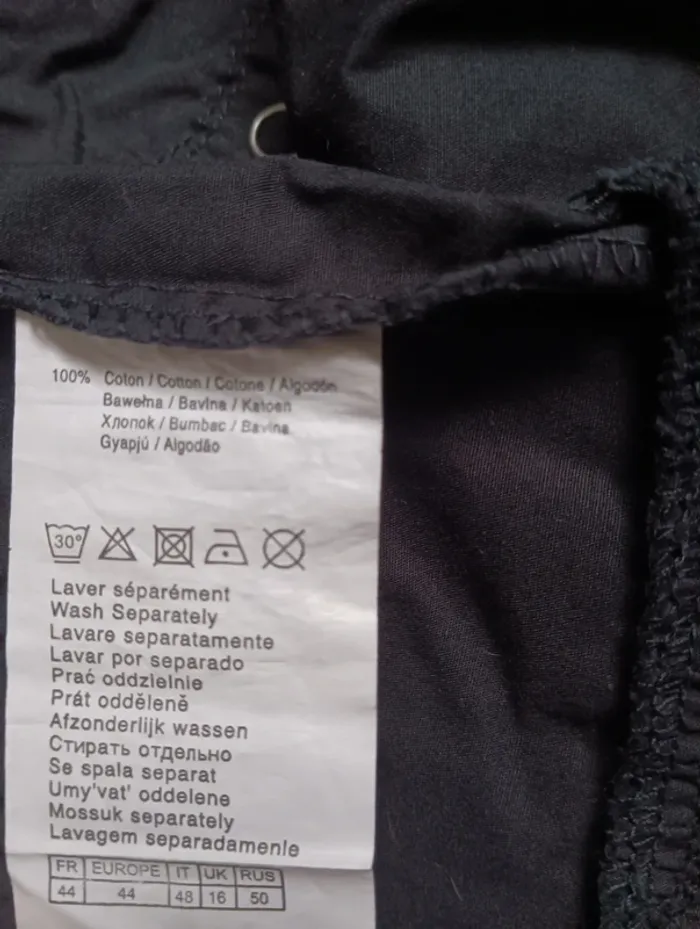 100% Coton / Cotton / Cotone / Algodón
Bawełna / Bavlna / Katoen
Хлопок / Bumbac / Bavlna
Gyapjú / Algodão
30°
Laver séparément
Wash Separately
Lavare separatamente
Lavar por separado
Prać oddzielnie
Prát odděleně
Afzonderlijk wassen
Стирать отдельно
Se spala separat
Umy'vat' oddelene
Mossuk separately
Lavagem separadamenle
FR EUROPE IT UK RUS
44 44 48 16 50